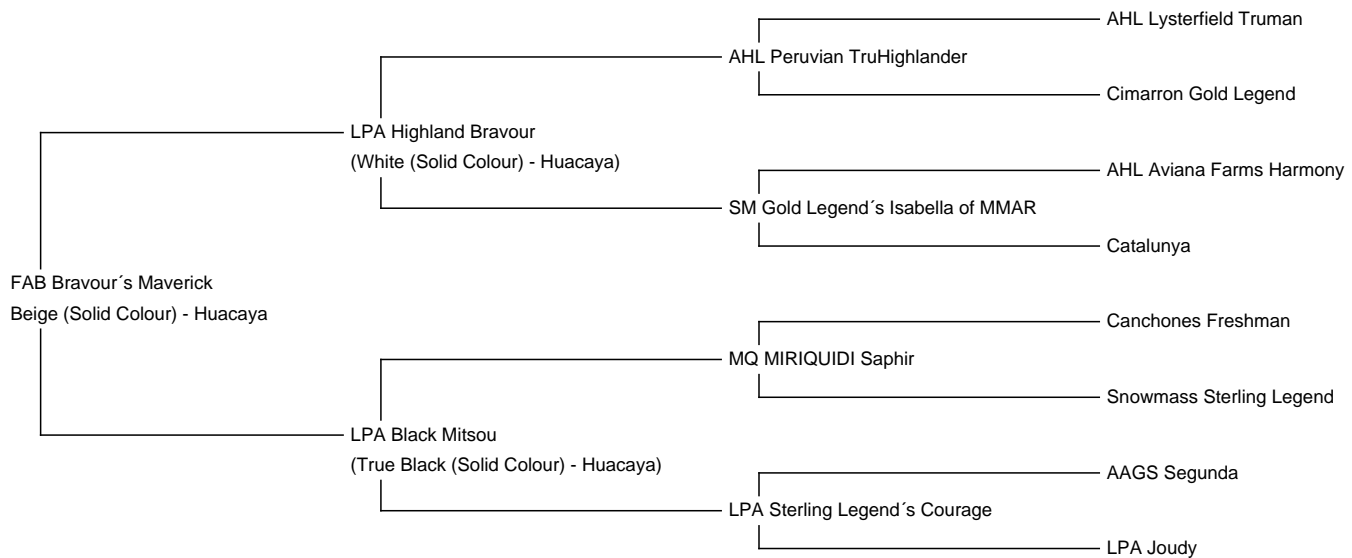 AHL Lysterfield Truman
AHL Peruvian TruHighlander
Cimarron Gold Legend
LPA Highland Bravour
(White (Solid Colour) - Huacaya)
AHL Aviana Farms Harmony
SM Gold Legend´s Isabella of MMAR
Catalunya
FAB Bravour´s Maverick
Beige (Solid Colour) - Huacaya
Canchones Freshman
MQ MIRIQUIDI Saphir
Snowmass Sterling Legend
LPA Black Mitsou
(True Black (Solid Colour) - Huacaya)
AAGS Segunda
LPA Sterling Legend´s Courage
LPA Joudy